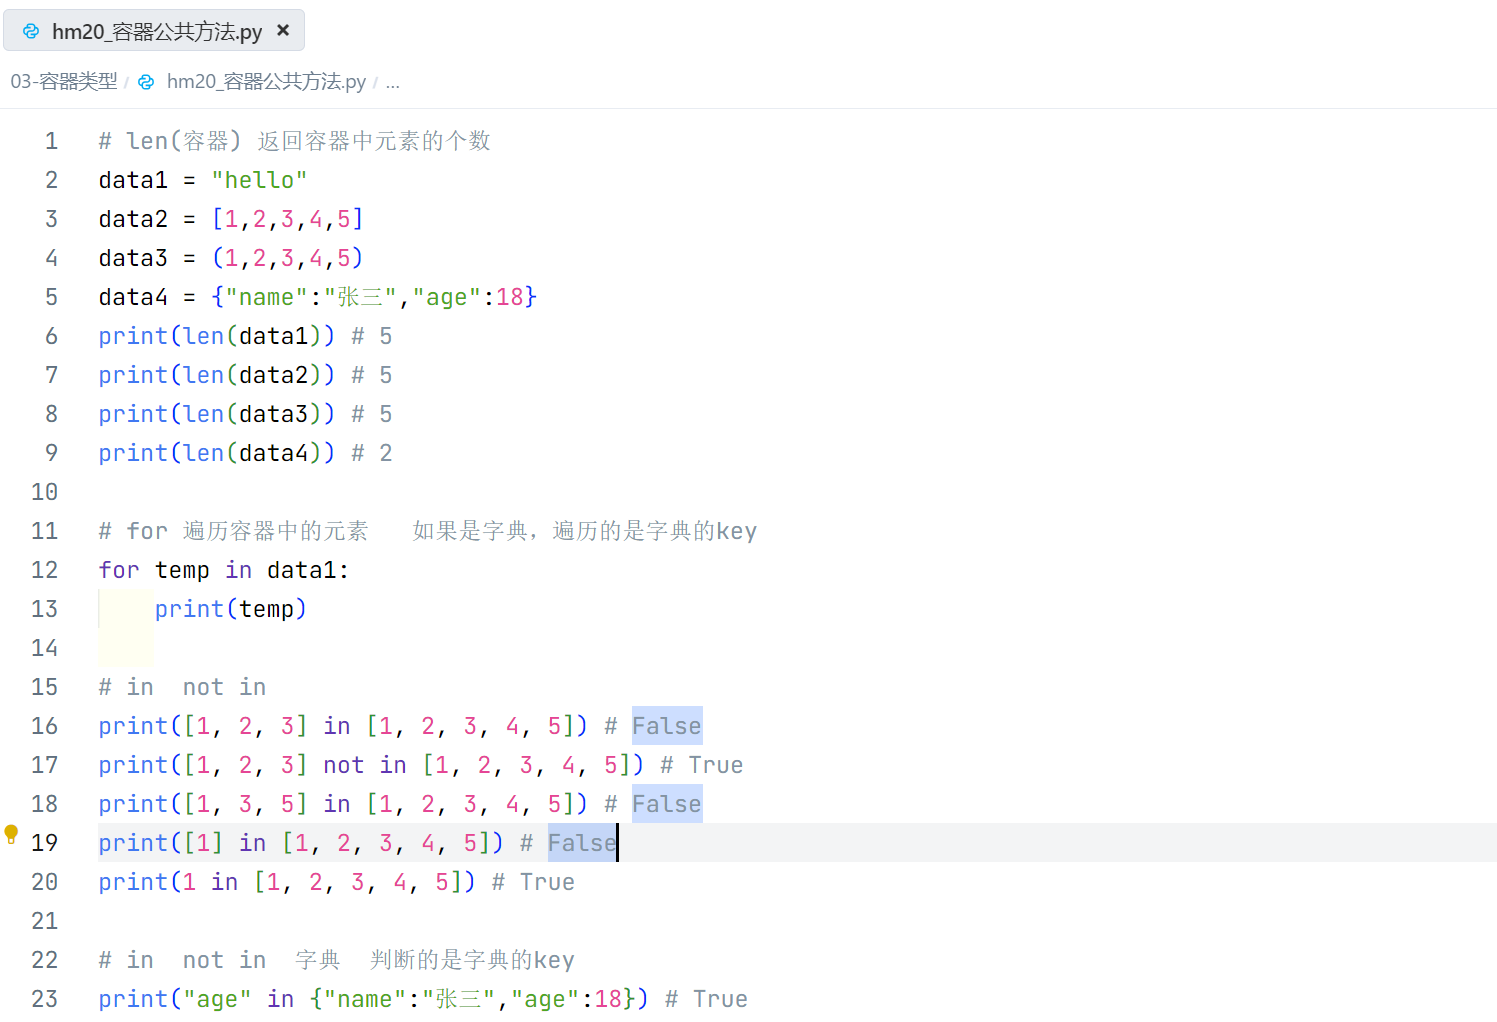 hm20_容器公共方法.py ×
03-容器类型 / hm20_容器公共方法.py / ...
1 # len(容器) 返回容器中元素的个数
2 data1 = "hello"
3 data2 = [1,2,3,4,5]
4 data3 = (1,2,3,4,5)
5 data4 = {"name":"张三","age":18}
6 print(len(data1)) # 5
7 print(len(data2)) # 5
8 print(len(data3)) # 5
9 print(len(data4)) # 2
10
11 # for 遍历容器中的元素   如果是字典，遍历的是字典的key
12 for temp in data1:
13     print(temp)
14
15 # in  not in
16 print([1, 2, 3] in [1, 2, 3, 4, 5]) # False
17 print([1, 2, 3] not in [1, 2, 3, 4, 5]) # True
18 print([1, 3, 5] in [1, 2, 3, 4, 5]) # False
19 print([1] in [1, 2, 3, 4, 5]) # False
20 print(1 in [1, 2, 3, 4, 5]) # True
21
22 # in  not in  字典  判断的是字典的key
23 print("age" in {"name":"张三","age":18}) # True